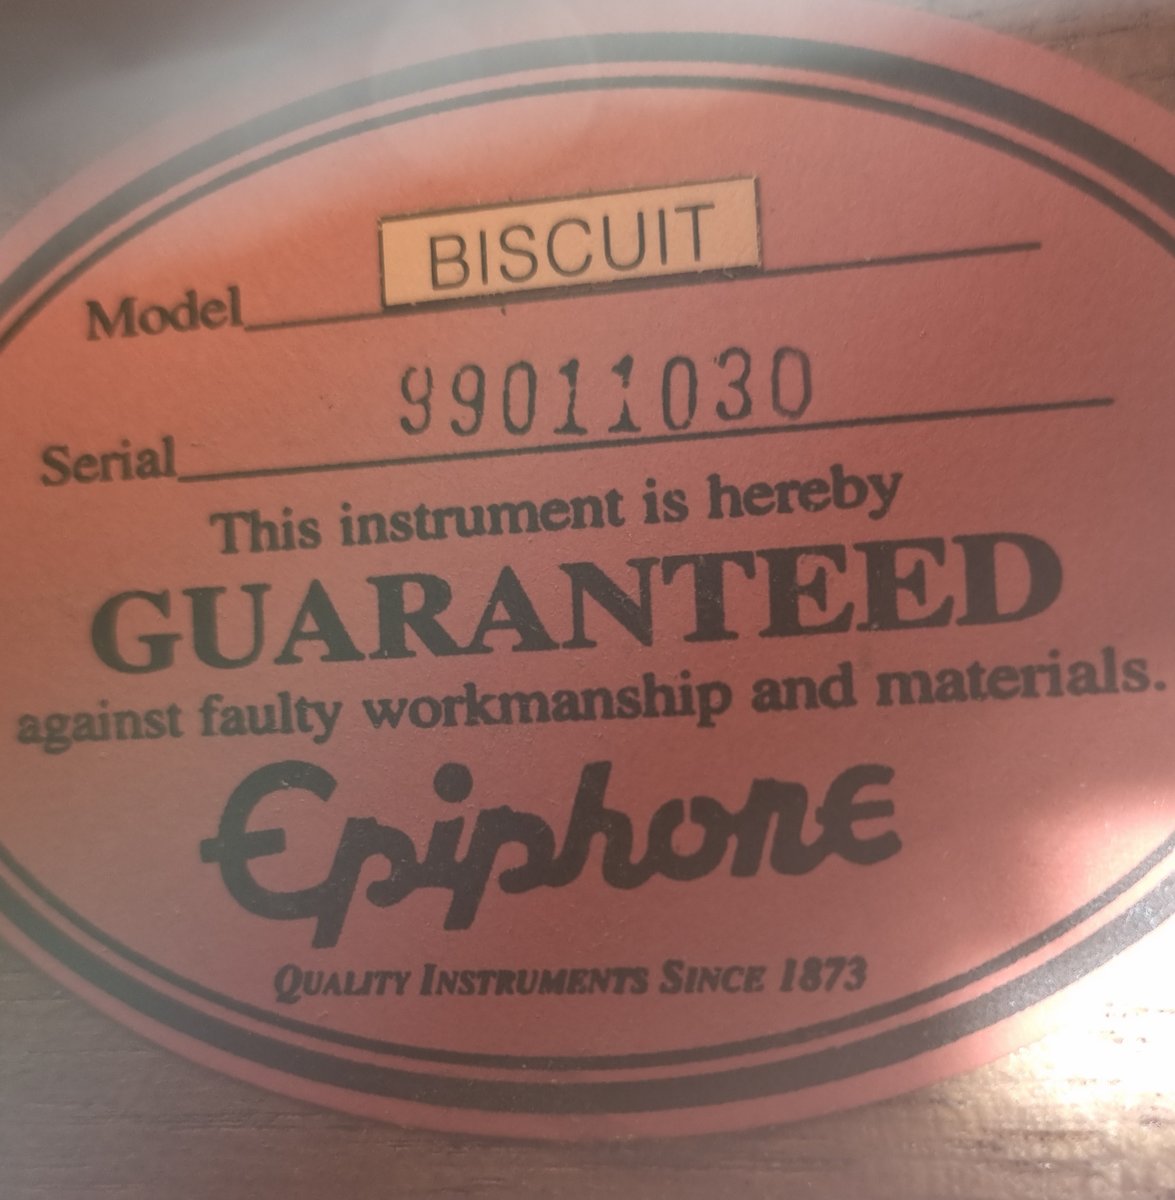 Model BISCUIT
Serial 99011030
This instrument is hereby
GUARANTEED
against faulty workmanship and materials.
Epiphone
QUALITY INSTRUMENTS SINCE 1873